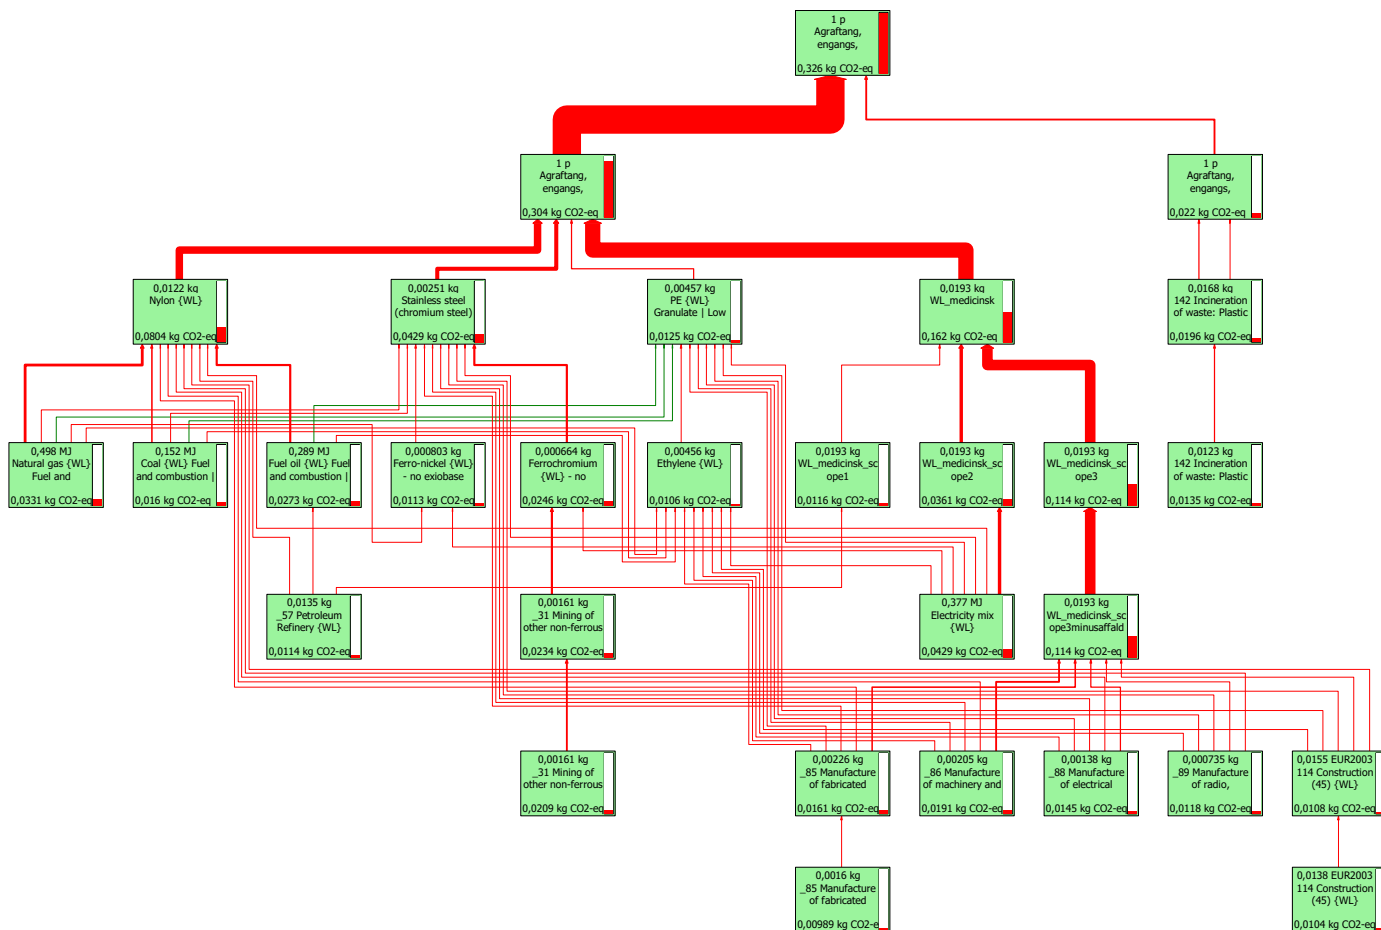 1 p
Agraftang,
engangs,
0,326 kg CO2-eq
1 p
Agraftang,
engangs,
0,304 kg CO2-eq
1 p
Agraftang,
engangs,
0,022 kg CO2-eq
0,0122 kg
Nylon {WL}
0,0804 kg CO2-eq
0,00251 kg
Stainless steel
(chromium steel)
0,0429 kg CO2-eq
0,00457 kg
PE {WL}
Granulate | Low
0,0125 kg CO2-eq
0,0193 kg
WL_medicinsk
0,162 kg CO2-eq
0,0168 kg
142 Incineration
of waste: Plastic
0,0196 kg CO2-eq
0,498 MJ
Natural gas {WL}
Fuel and
0,0331 kg CO2-eq
0,152 MJ
Coal {WL} Fuel
and combustion |
0,016 kg CO2-eq
0,289 MJ
Fuel oil {WL} Fuel
and combustion |
0,0273 kg CO2-eq
0,000803 kg
Ferro-nickel {WL}
- no exiobase
0,0113 kg CO2-eq
0,000664 kg
Ferrochromium
{WL} - no
0,0246 kg CO2-eq
0,00456 kg
Ethylene {WL}
0,0106 kg CO2-eq
0,0193 kg
WL_medicinsk_sc
ope1
0,0116 kg CO2-eq
0,0193 kg
WL_medicinsk_sc
ope2
0,0361 kg CO2-eq
0,0193 kg
WL_medicinsk_sc
ope3
0,114 kg CO2-eq
0,0123 kg
142 Incineration
of waste: Plastic
0,0135 kg CO2-eq
0,0135 kg
_57 Petroleum
Refinery {WL}
0,0114 kg CO2-eq
0,00161 kg
_31 Mining of
other non-ferrous
0,0234 kg CO2-eq
0,377 MJ
Electricity mix
{WL}
0,0429 kg CO2-eq
0,0193 kg
WL_medicinsk_sc
ope3minusaffald
0,114 kg CO2-eq
0,00161 kg
_31 Mining of
other non-ferrous
0,0209 kg CO2-eq
0,00226 kg
_85 Manufacture
of fabricated
0,0161 kg CO2-eq
0,00205 kg
_86 Manufacture
of machinery and
0,0191 kg CO2-eq
0,00138 kg
_88 Manufacture
of electrical
0,0145 kg CO2-eq
0,000735 kg
_89 Manufacture
of radio,
0,0118 kg CO2-eq
0,0155 EUR2003
114 Construction
(45) {WL}
0,0108 kg CO2-eq
0,0016 kg
_85 Manufacture
of fabricated
0,00989 kg CO2-e
0,0138 EUR2003
114 Construction
(45) {WL}
0,0104 kg CO2-eq